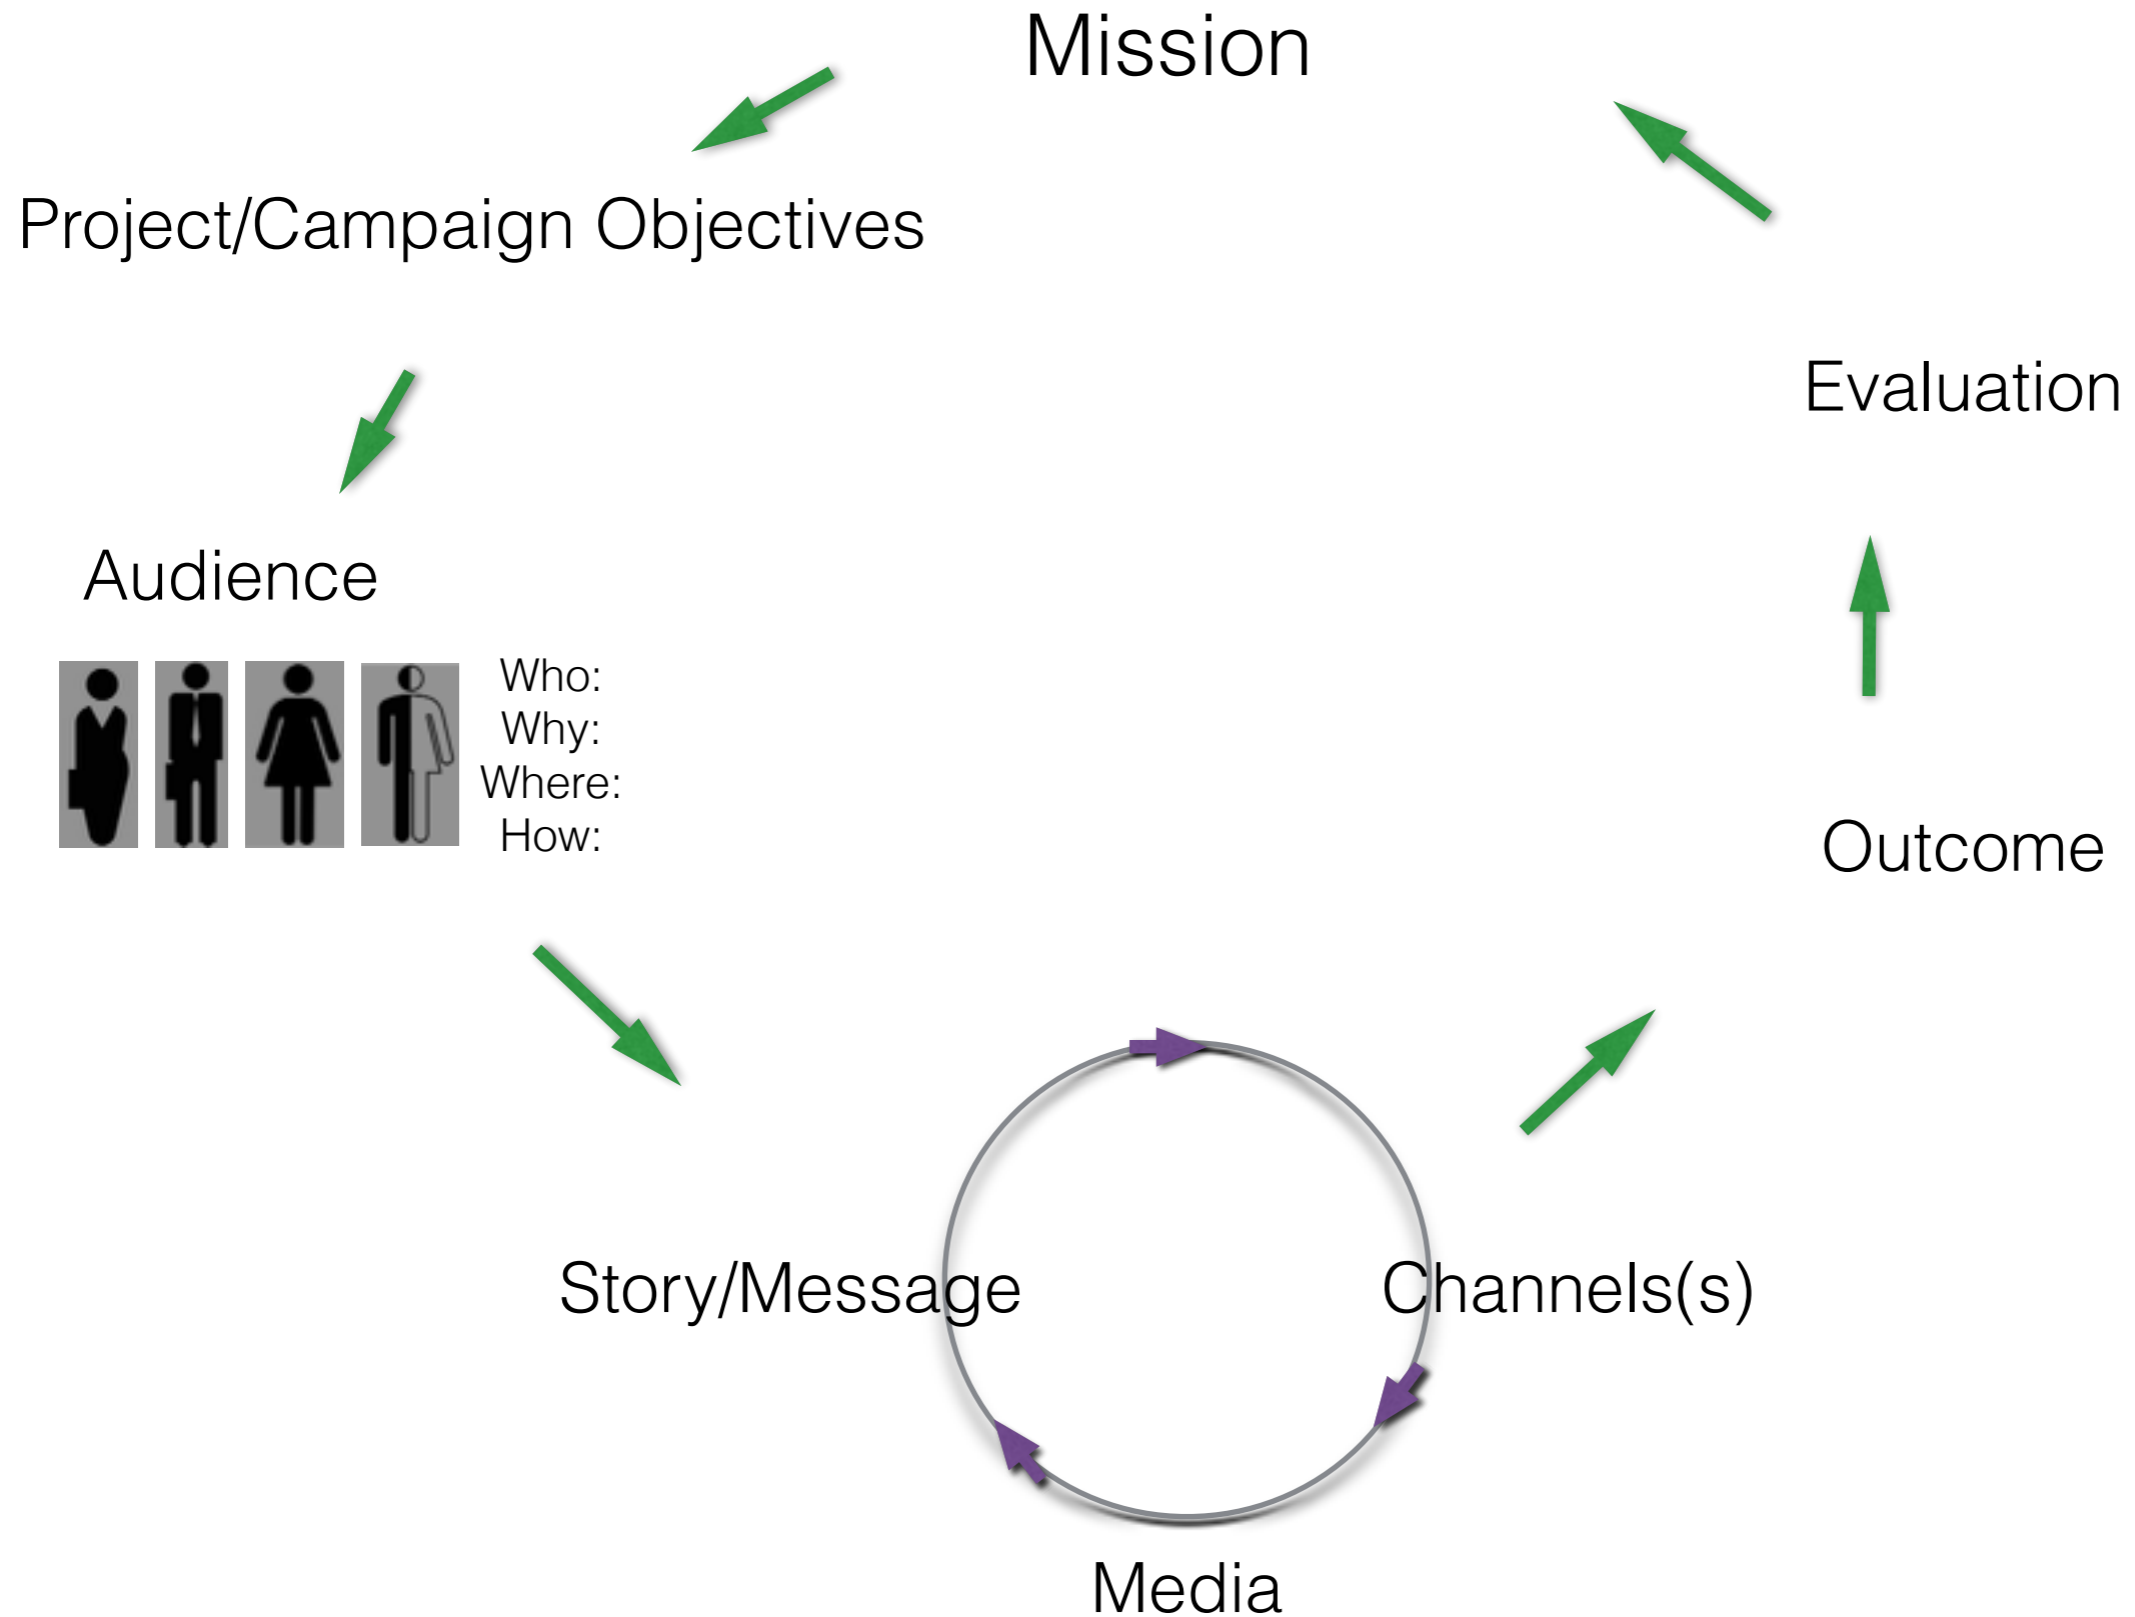 Mission
Project/Campaign Objectives
Evaluation
Audience
Who:
Why:
Where:
How:
Outcome
Story/Message
Channels(s)
Media